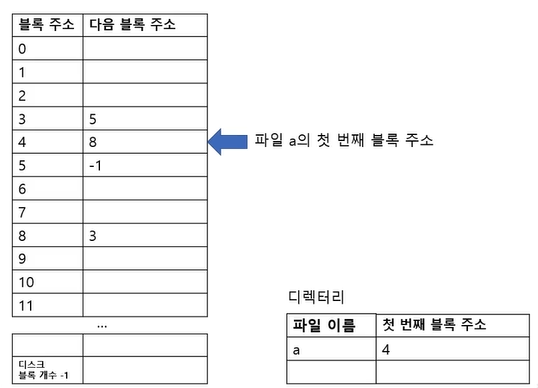 블록 주소 다음 블록 주소
0
1
2
3 5
4 8
파일 a의 첫 번째 블록 주소
5 -1
6
7
8 3
9
10
11
...
디스크
블록 개수 -1
디렉터리
파일 이름 첫 번째 블록 주소
a 4